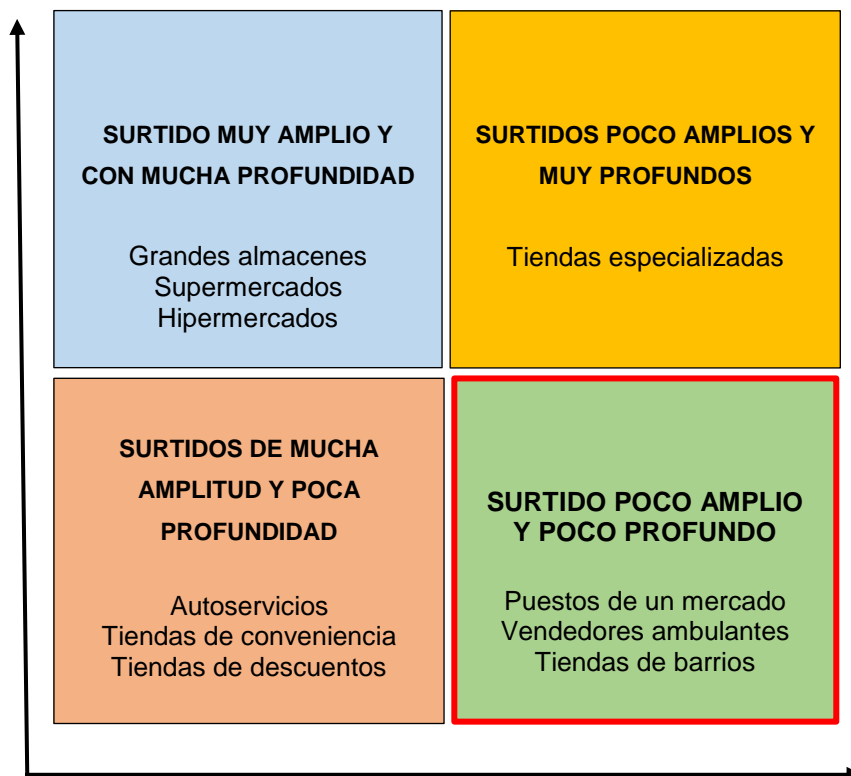 SURTIDO MUY AMPLIO Y
CON MUCHA PROFUNDIDAD
Grandes almacenes
Supermercados
Hipermercados
SURTIDOS POCO AMPLIOS Y
MUY PROFUNDOS
Tiendas especializadas
SURTIDOS DE MUCHA
AMPLITUD Y POCA
PROFUNDIDAD
Autoservicios
Tiendas de conveniencia
Tiendas de descuentos
SURTIDO POCO AMPLIO
Y POCO PROFUNDO
Puestos de un mercado
Vendedores ambulantes
Tiendas de barrios